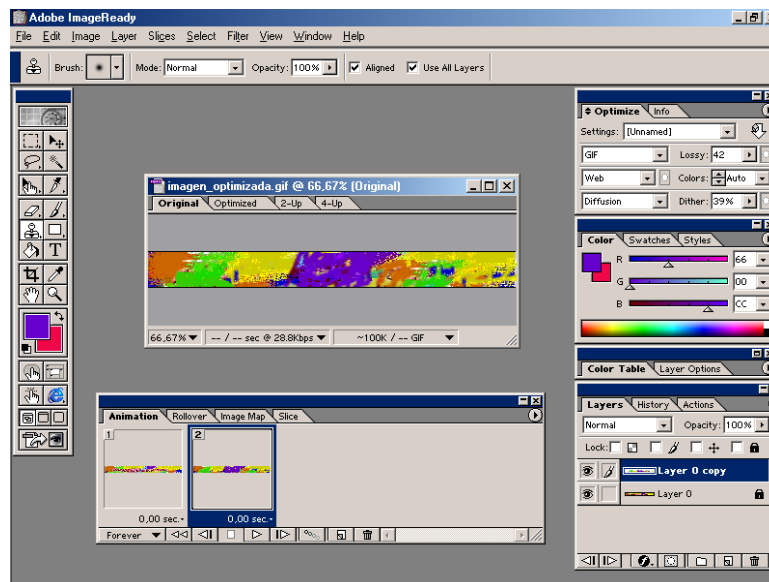 Adobe ImageReady
File Edit Image Layer Slices Select Filter View Window Help
Brush: Mode: Normal Opacity: 100% Aligned Use All Layers
Optimize Info
Settings: [Unnamed]
GIF Lossy: 42
Web Colors: Auto
Diffusion Dither: 39%
imagen_optimizada.gif @ 66,67% (Original)
Original Optimized 2-Up 4-Up
66,67% -- / -- sec @ 28.8Kbps ~100K / -- GIF
Color Swatches Styles
R 66
G 00
B CC
Color Table Layer Options
Layers History Actions
Normal Opacity: 100%
Lock:
Layer 0 copy
Layer 0
Animation Rollover Image Map Slice
1 2
0,00 sec. 0,00 sec.
Forever
T